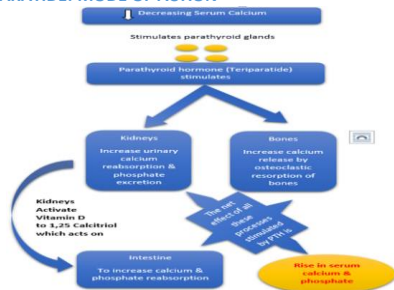 Decreasing Serum Calcium
Stimulates parathyroid glands
Parathyroid hormone (Teriparatide)
stimulates
Kidneys
Increase urinary
calcium
reabsorption &
phosphate
excretion
Bones
Increase calcium
release by
osteoclastic
resorption of
bones
Kidneys
Activate
Vitamin D
to 1,25 Calcitriol
which acts on
The net
effect of all
these
processes
stimulated
by PTH is
Intestine
To increase calcium &
phosphate reabsorption
Rise in serum
calcium &
phosphate